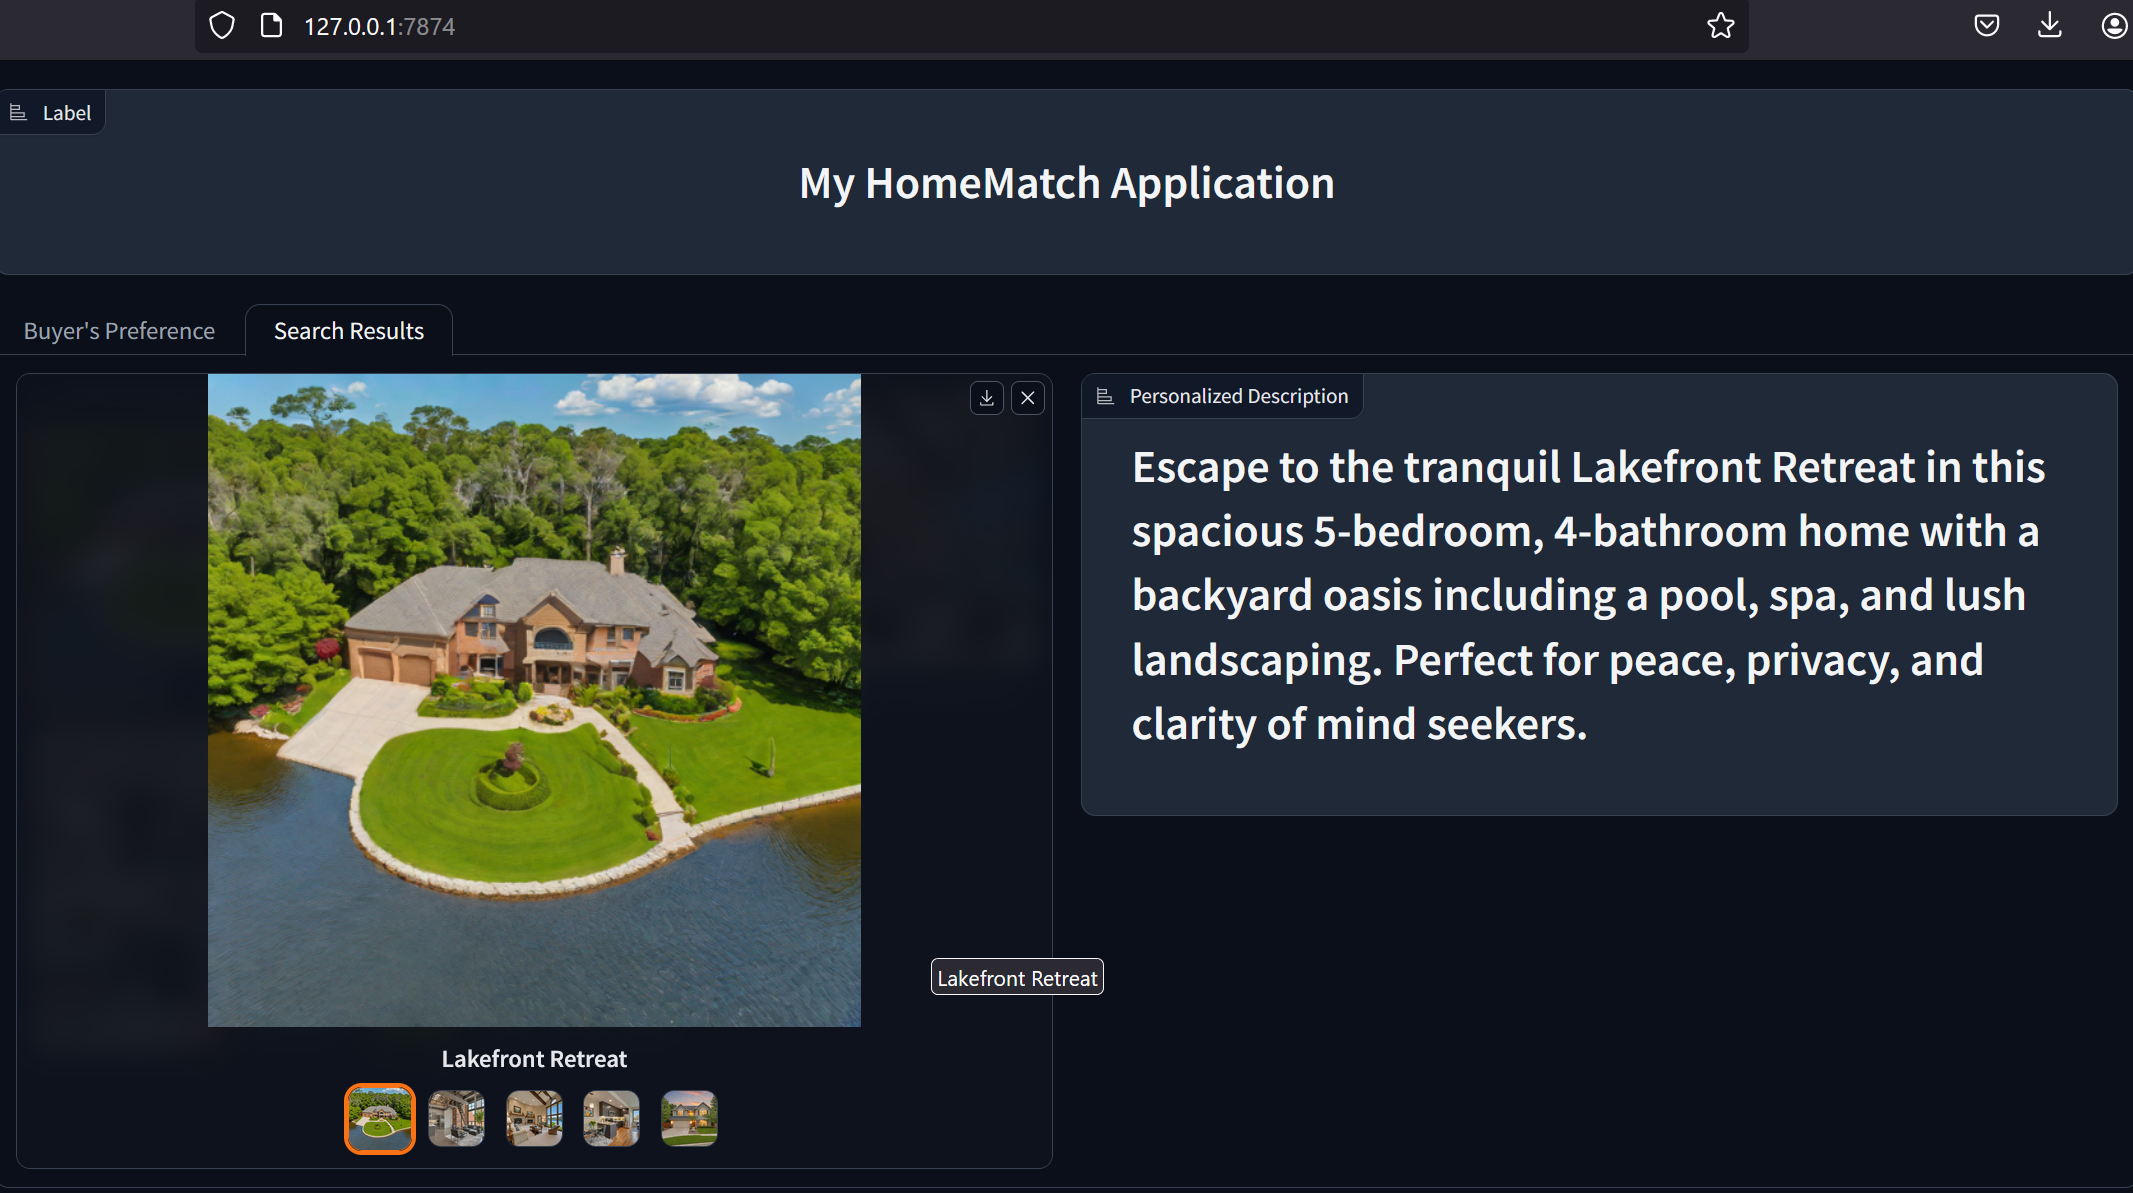 127.0.0.1:7874
Label
My HomeMatch Application
Buyer's Preference
Search Results
Lakefront Retreat
Lakefront Retreat
Personalized Description
Escape to the tranquil Lakefront Retreat in this
spacious 5-bedroom, 4-bathroom home with a
backyard oasis including a pool, spa, and lush
landscaping. Perfect for peace, privacy, and
clarity of mind seekers.